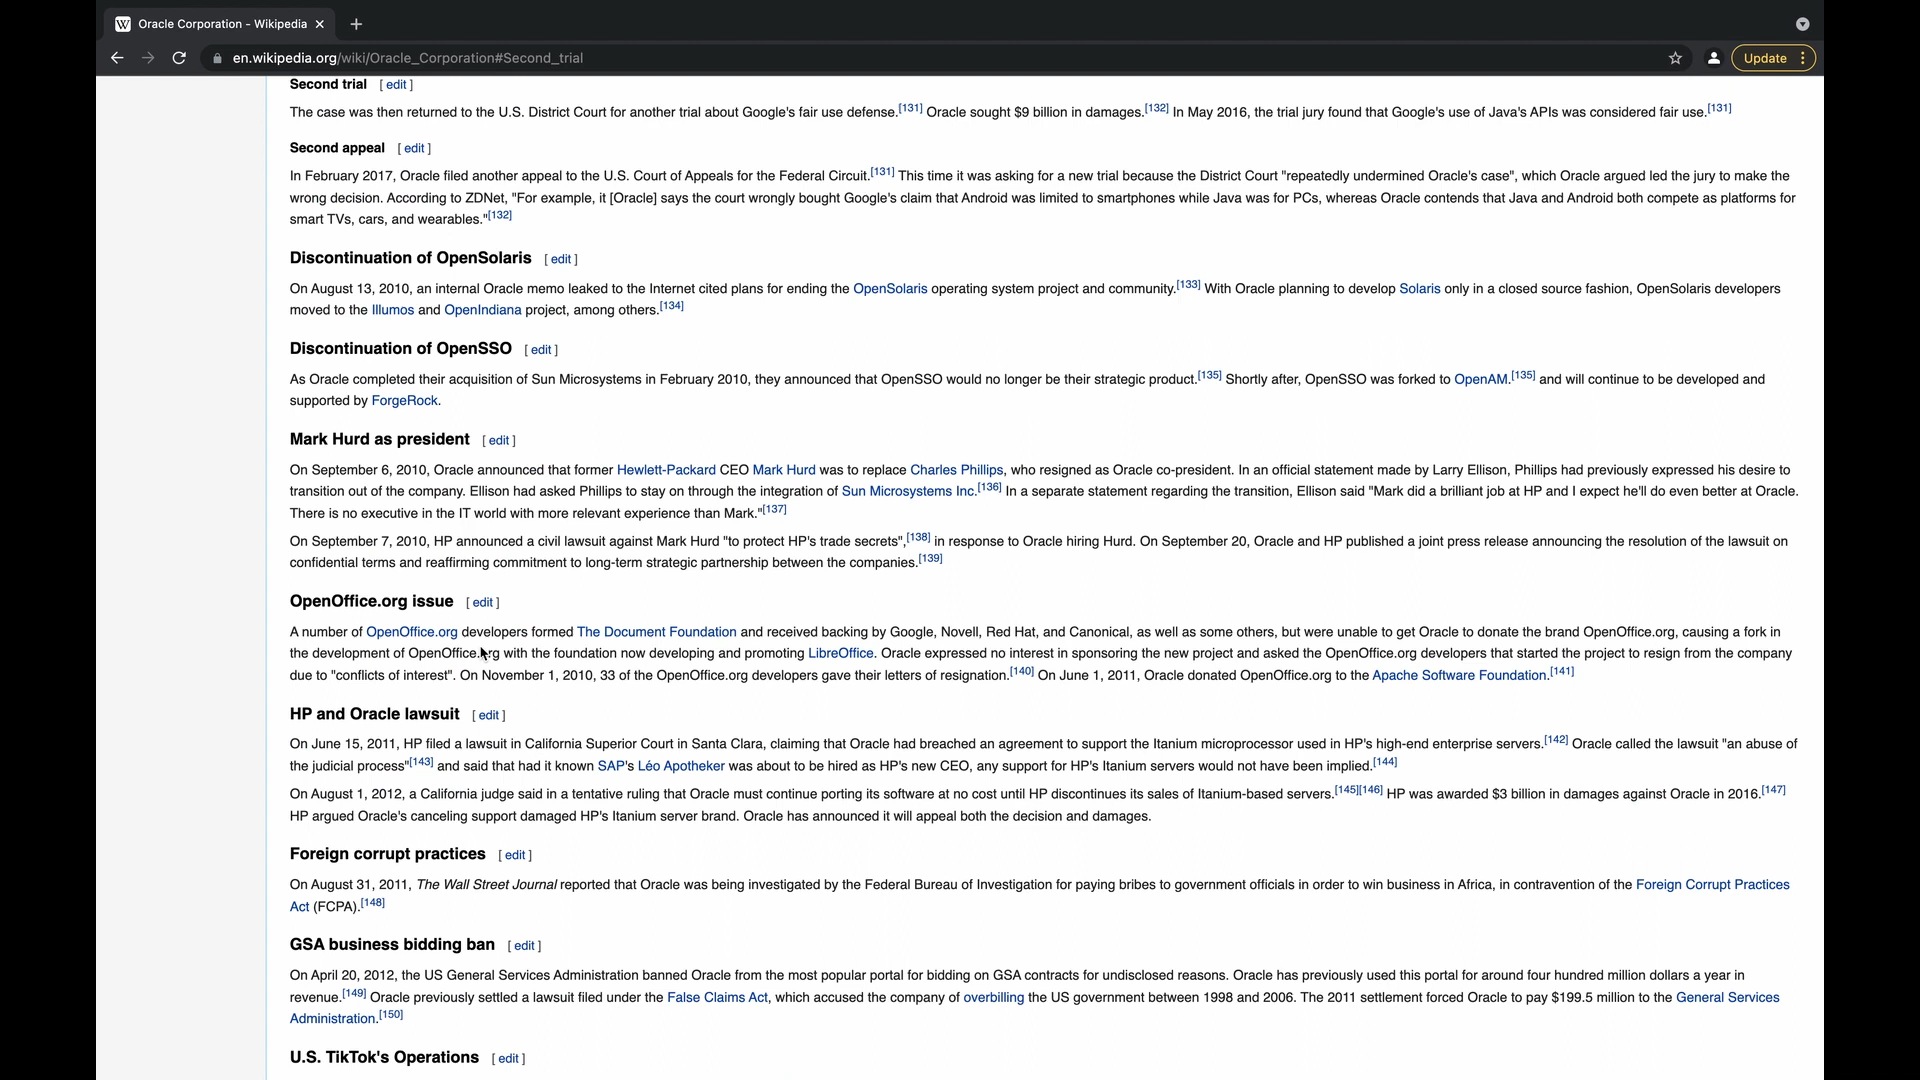 Oracle Corporation - Wikipedia
en.wikipedia.org/wiki/Oracle_Corporation#Second_trial
Update
Second trial [ edit ]
The case was then returned to the U.S. District Court for another trial about Google's fair use defense.[131] Oracle sought $9 billion in damages.[132] In May 2016, the trial jury found that Google's use of Java's APIs was considered fair use.[131]
Second appeal [ edit ]
In February 2017, Oracle filed another appeal to the U.S. Court of Appeals for the Federal Circuit.[131] This time it was asking for a new trial because the District Court "repeatedly undermined Oracle's case", which Oracle argued led the jury to make the
wrong decision. According to ZDNet, "For example, it [Oracle] says the court wrongly bought Google's claim that Android was limited to smartphones while Java was for PCs, whereas Oracle contends that Java and Android both compete as platforms for
smart TVs, cars, and wearables."[132]
Discontinuation of OpenSolaris [ edit ]
On August 13, 2010, an internal Oracle memo leaked to the Internet cited plans for ending the OpenSolaris operating system project and community.[133] With Oracle planning to develop Solaris only in a closed source fashion, OpenSolaris developers
moved to the Illumos and OpenIndiana project, among others.[134]
Discontinuation of OpenSSO [ edit ]
As Oracle completed their acquisition of Sun Microsystems in February 2010, they announced that OpenSSO would no longer be their strategic product.[135] Shortly after, OpenSSO was forked to OpenAM.[135] and will continue to be developed and
supported by ForgeRock.
Mark Hurd as president [ edit ]
On September 6, 2010, Oracle announced that former Hewlett-Packard CEO Mark Hurd was to replace Charles Phillips, who resigned as Oracle co-president. In an official statement made by Larry Ellison, Phillips had previously expressed his desire to
transition out of the company. Ellison had asked Phillips to stay on through the integration of Sun Microsystems Inc.[136] In a separate statement regarding the transition, Ellison said "Mark did a brilliant job at HP and I expect he'll do even better at Oracle.
There is no executive in the IT world with more relevant experience than Mark."[137]
On September 7, 2010, HP announced a civil lawsuit against Mark Hurd "to protect HP's trade secrets",[138] in response to Oracle hiring Hurd. On September 20, Oracle and HP published a joint press release announcing the resolution of the lawsuit on
confidential terms and reaffirming commitment to long-term strategic partnership between the companies.[139]
OpenOffice.org issue [ edit ]
A number of OpenOffice.org developers formed The Document Foundation and received backing by Google, Novell, Red Hat, and Canonical, as well as some others, but were unable to get Oracle to donate the brand OpenOffice.org, causing a fork in
the development of OpenOffice.org with the foundation now developing and promoting LibreOffice. Oracle expressed no interest in sponsoring the new project and asked the OpenOffice.org developers that started the project to resign from the company
due to "conflicts of interest". On November 1, 2010, 33 of the OpenOffice.org developers gave their letters of resignation.[140] On June 1, 2011, Oracle donated OpenOffice.org to the Apache Software Foundation.[141]
HP and Oracle lawsuit [ edit ]
On June 15, 2011, HP filed a lawsuit in California Superior Court in Santa Clara, claiming that Oracle had breached an agreement to support the Itanium microprocessor used in HP's high-end enterprise servers.[142] Oracle called the lawsuit "an abuse of
the judicial process"[143] and said that had it known SAP's Léo Apotheker was about to be hired as HP's new CEO, any support for HP's Itanium servers would not have been implied.[144]
On August 1, 2012, a California judge said in a tentative ruling that Oracle must continue porting its software at no cost until HP discontinues its sales of Itanium-based servers.[145][146] HP was awarded $3 billion in damages against Oracle in 2016.[147]
HP argued Oracle's canceling support damaged HP's Itanium server brand. Oracle has announced it will appeal both the decision and damages.
Foreign corrupt practices [ edit ]
On August 31, 2011, The Wall Street Journal reported that Oracle was being investigated by the Federal Bureau of Investigation for paying bribes to government officials in order to win business in Africa, in contravention of the Foreign Corrupt Practices
Act (FCPA).[148]
GSA business bidding ban [ edit ]
On April 20, 2012, the US General Services Administration banned Oracle from the most popular portal for bidding on GSA contracts for undisclosed reasons. Oracle has previously used this portal for around four hundred million dollars a year in
revenue.[149] Oracle previously settled a lawsuit filed under the False Claims Act, which accused the company of overbilling the US government between 1998 and 2006. The 2011 settlement forced Oracle to pay $199.5 million to the General Services
Administration.[150]
U.S. TikTok's Operations [ edit ]